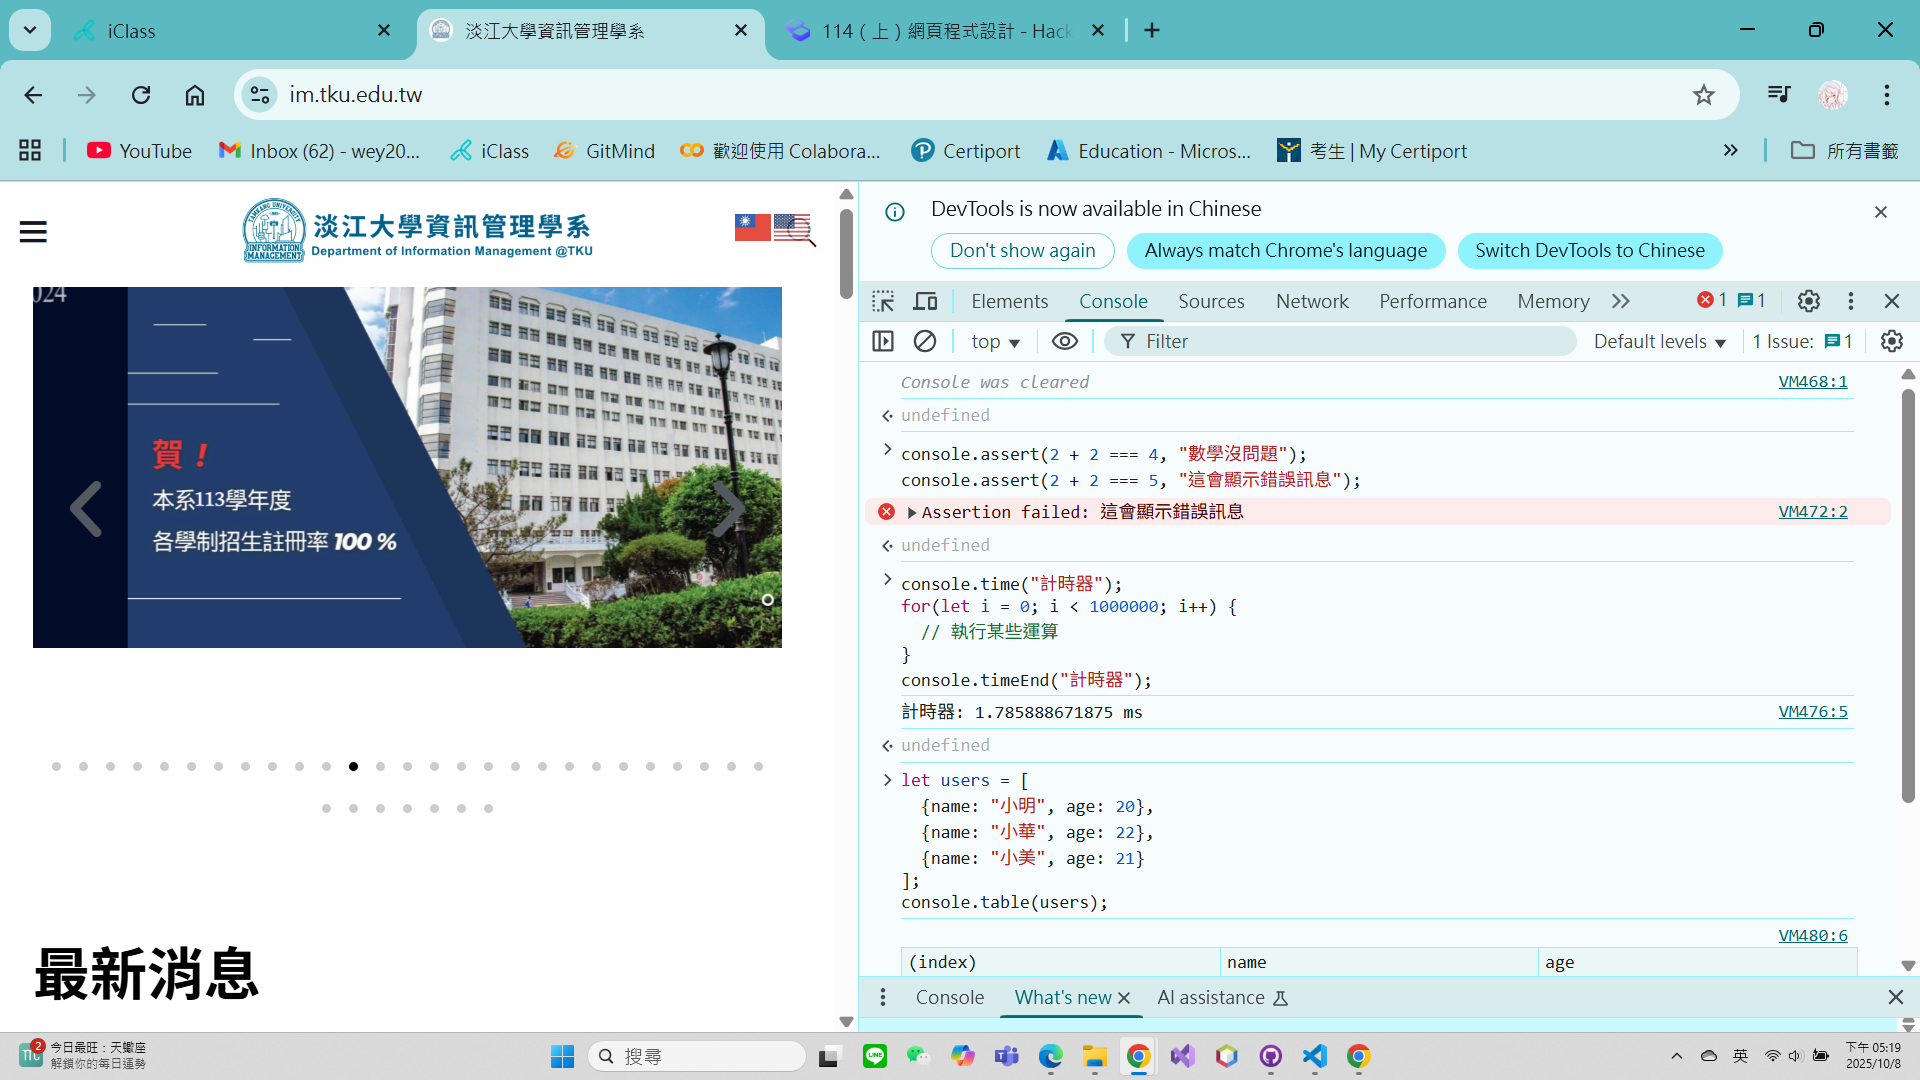 iClass
淡江大學資訊管理學系
114（上）網頁程式設計 - Hack
im.tku.edu.tw
YouTube
Inbox (62) - wey20...
iClass
GitMind
歡迎使用 Colabora...
Certiport
Education - Micros...
考生 | My Certiport
所有書籤
淡江大學資訊管理學系
Department of Information Management @TKU
TAMKANG UNIVERSITY
INFORMATION
MANAGEMENT
024
賀！
本系113學年度
各學制招生註冊率 100 %
最新消息
DevTools is now available in Chinese
Don't show again
Always match Chrome's language
Switch DevTools to Chinese
Elements
Console
Sources
Network
Performance
Memory
1
1
top
Filter
Default levels
1 Issue:
1
Console was cleared
VM468:1
undefined
console.assert(2 + 2 === 4, "數學沒問題");
console.assert(2 + 2 === 5, "這會顯示錯誤訊息");
Assertion failed: 這會顯示錯誤訊息
VM472:2
undefined
console.time("計時器");
for(let i = 0; i < 1000000; i++) {
// 執行某些運算
}
console.timeEnd("計時器");
計時器: 1.785888671875 ms
VM476:5
undefined
let users = [
{name: "小明", age: 20},
{name: "小華", age: 22},
{name: "小美", age: 21}
];
console.table(users);
VM480:6
(index)
name
age
Console
What's new
AI assistance
2
今日最旺：天蠍座
解鎖你的每日運勢
搜尋
LINE
英
下午 05:19
2025/10/8